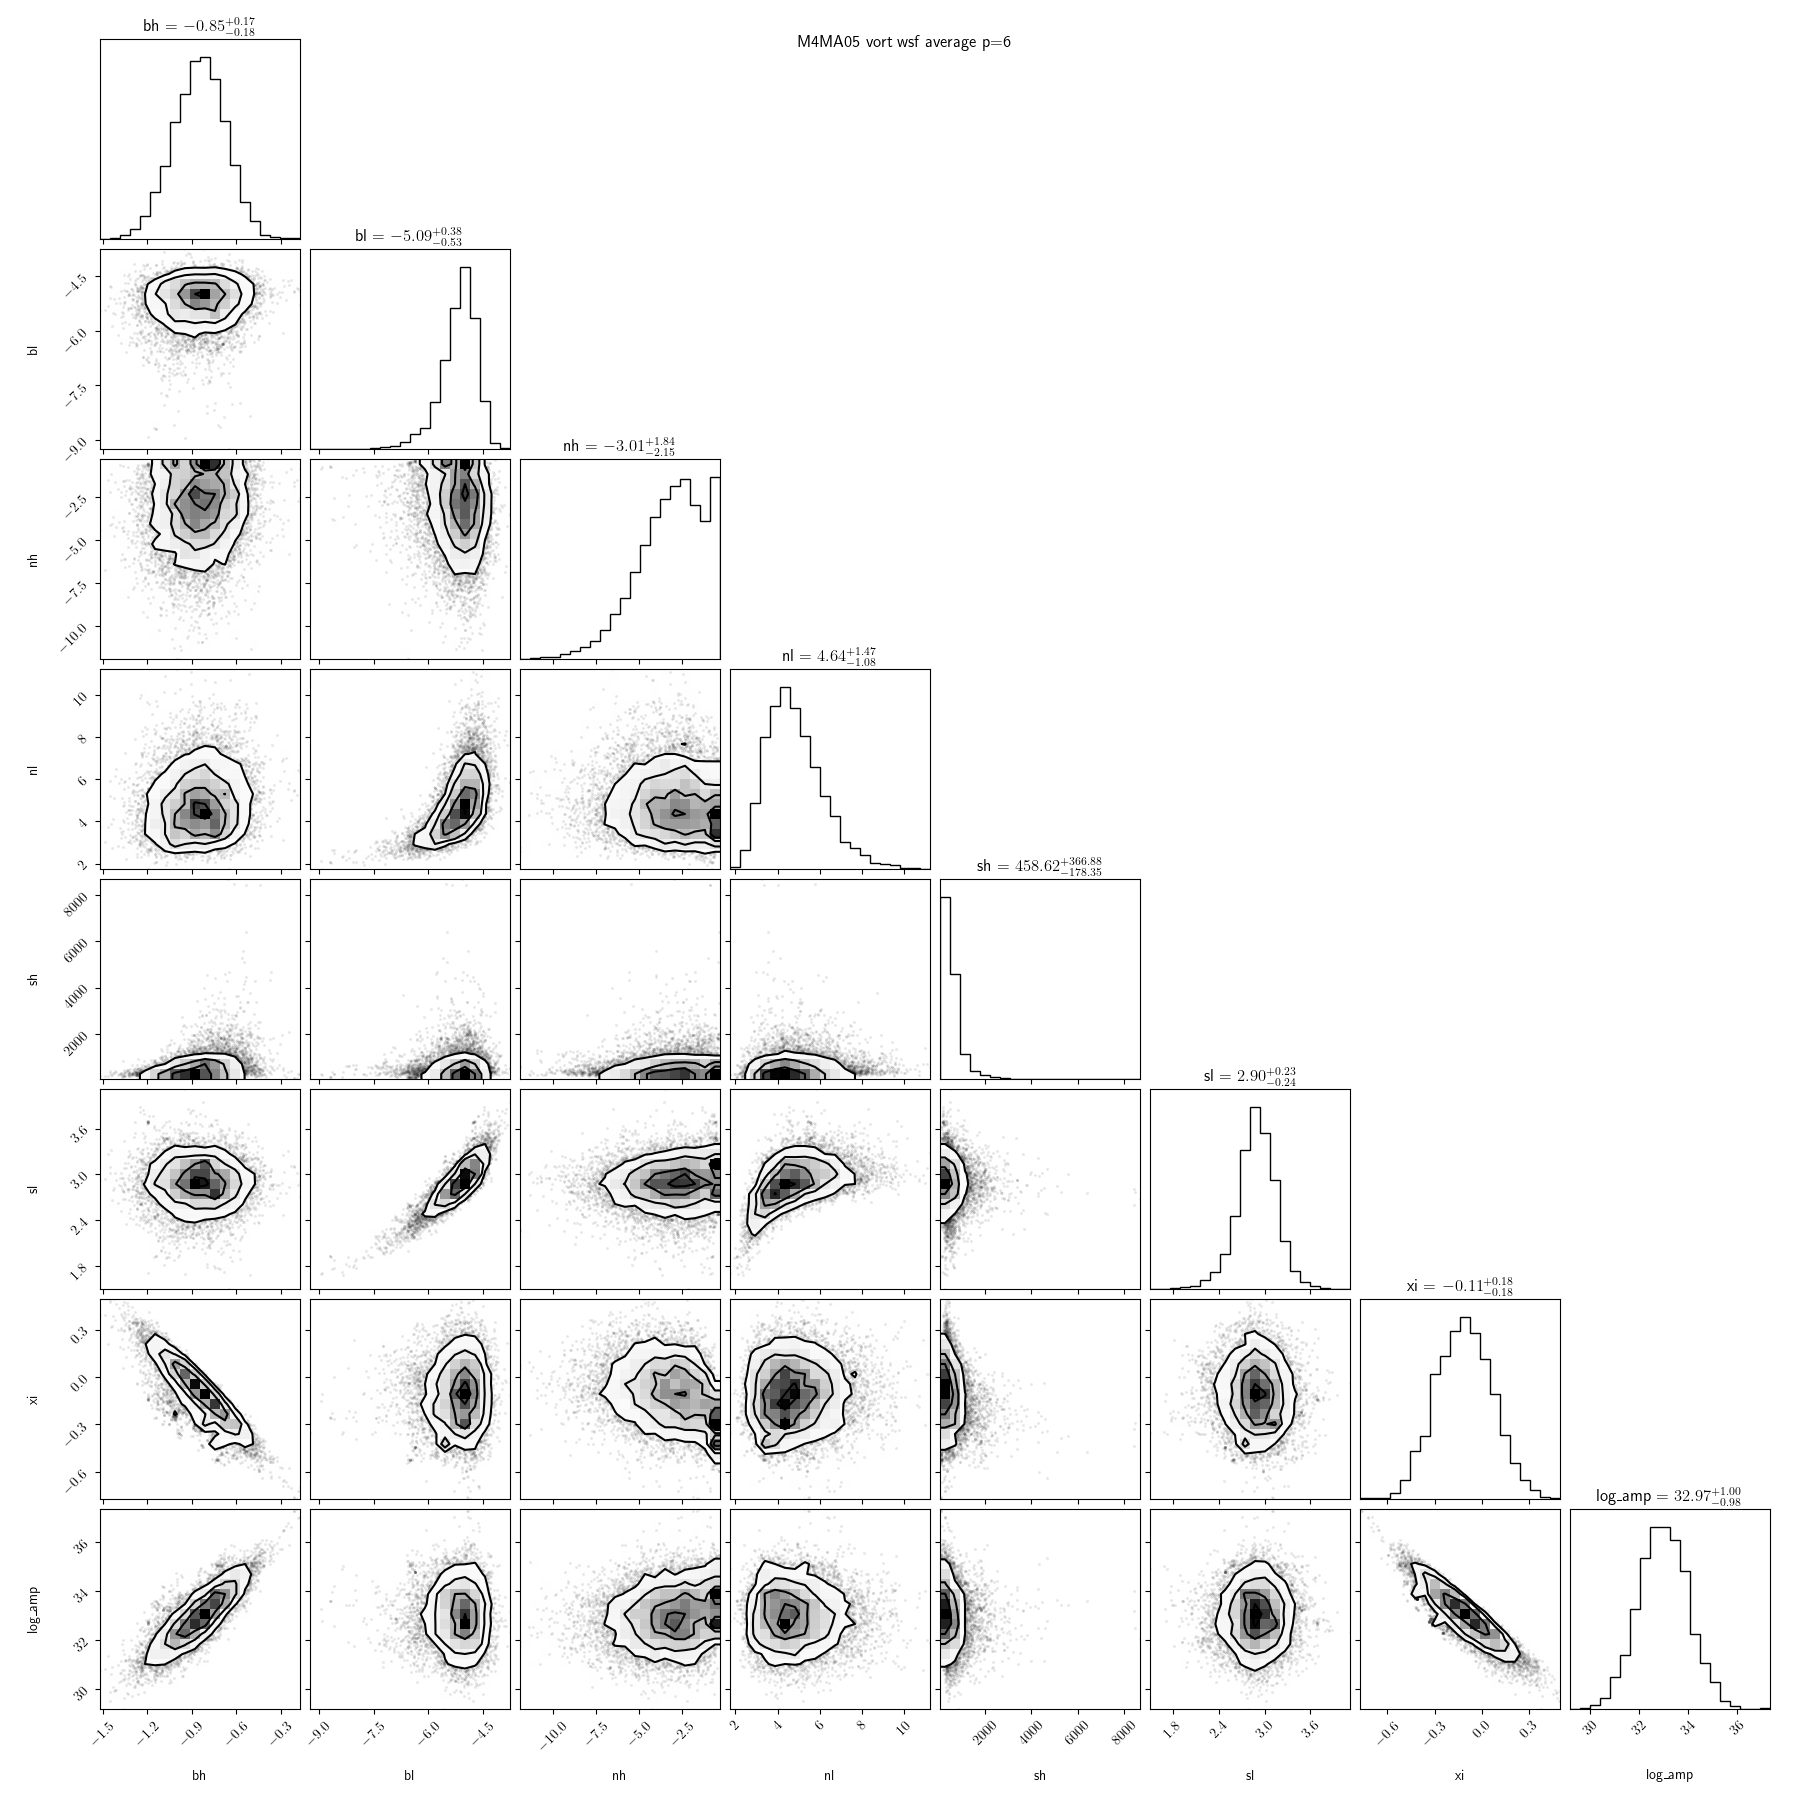 M4MA05 vort wsf average p=6
bh = −0.85+0.17−0.18
bl = −5.09+0.38−0.53
−4.5
−6.0
−7.5
−9.0
bl
nh = −3.01+1.84−2.15
−2.5
−5.0
−7.5
−10.0
nh
nl = 4.64+1.47−1.08
10
8
6
4
2
nl
sh = 458.62+366.88−178.35
8000
6000
4000
2000
sh
sl = 2.90+0.23−0.24
3.6
3.0
2.4
1.8
sl
xi = −0.11+0.18−0.18
0.3
0.0
−0.3
−0.6
xi
log_amp = 32.97+1.00−0.98
36
34
32
30
log_amp
−1.5 −1.2 −0.9 −0.6 −0.3 −9.0 −7.5 −6.0 −4.5 −10.0 −7.5 −5.0 −2.5 2 4 6 8 10 2000 4000 6000 8000 1.8 2.4 3.0 3.6 −0.6 −0.3 0.0 0.3 30 32 34 36
bh bl nh nl sh sl xi log_amp